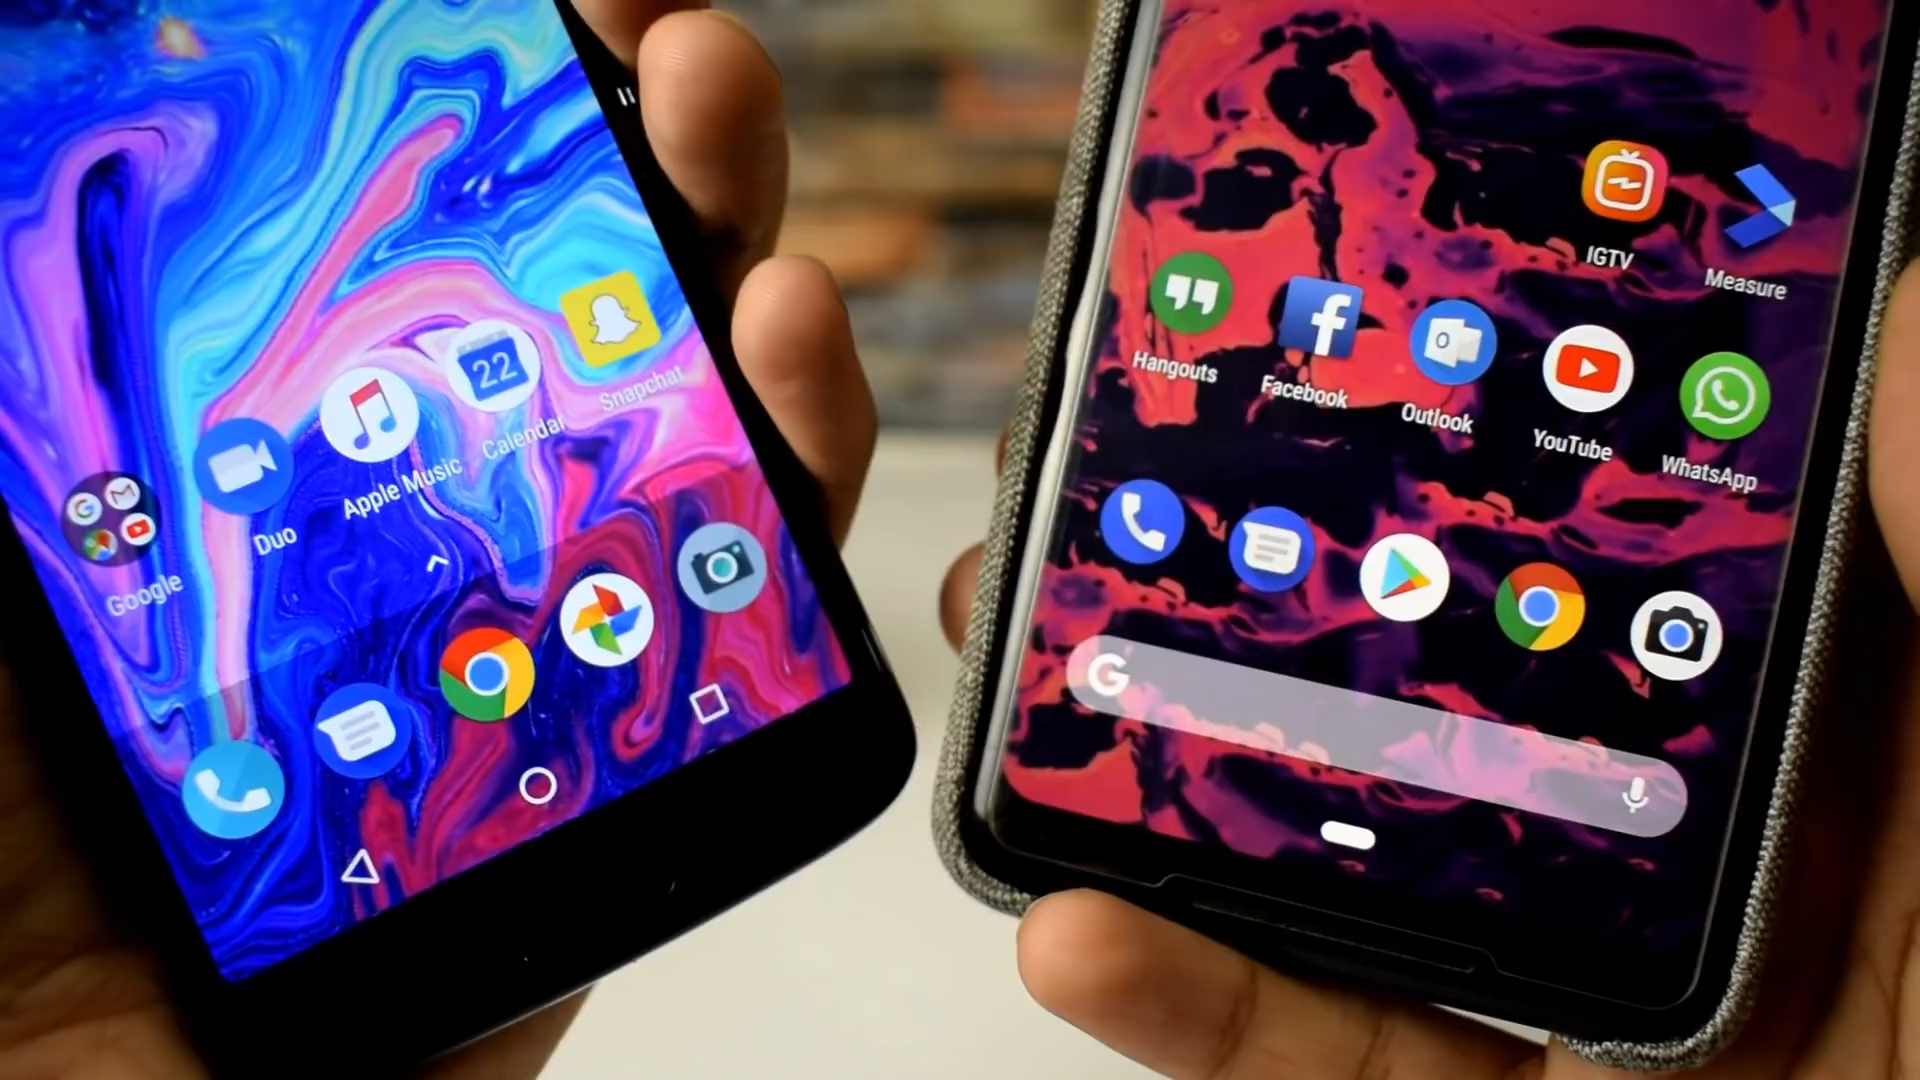 22
Snapchat
Calendar
Apple Music
Duo
Google
G
IGTV
Measure
Hangouts
Facebook
Outlook
YouTube
WhatsApp
G